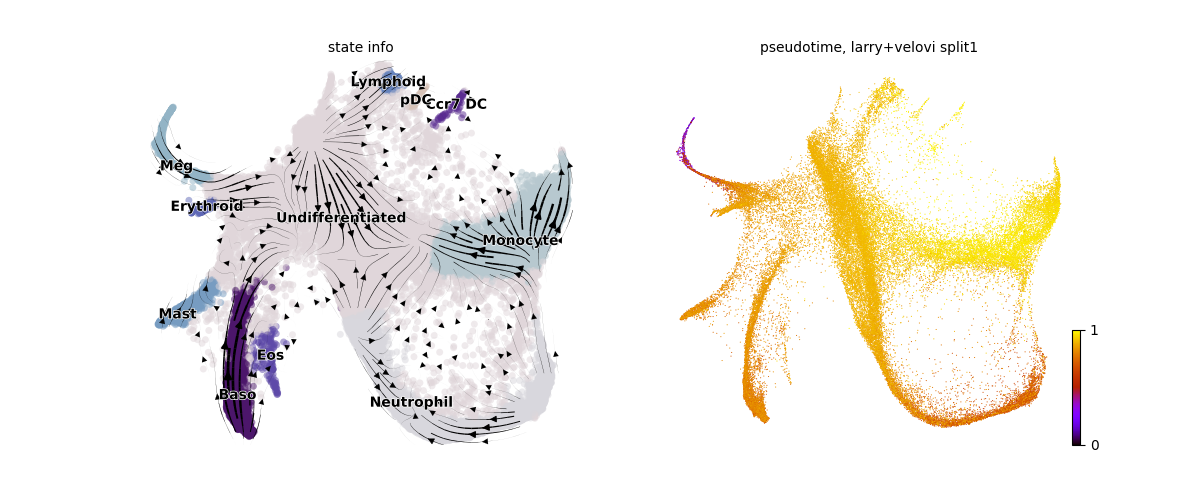 state info
pseudotime, larry+velovi split1
Lymphoid
pDC
Ccr7 DC
Meg
Erythroid
Undifferentiated
Monocyte
Mast
Eos
Baso
Neutrophil
1
0